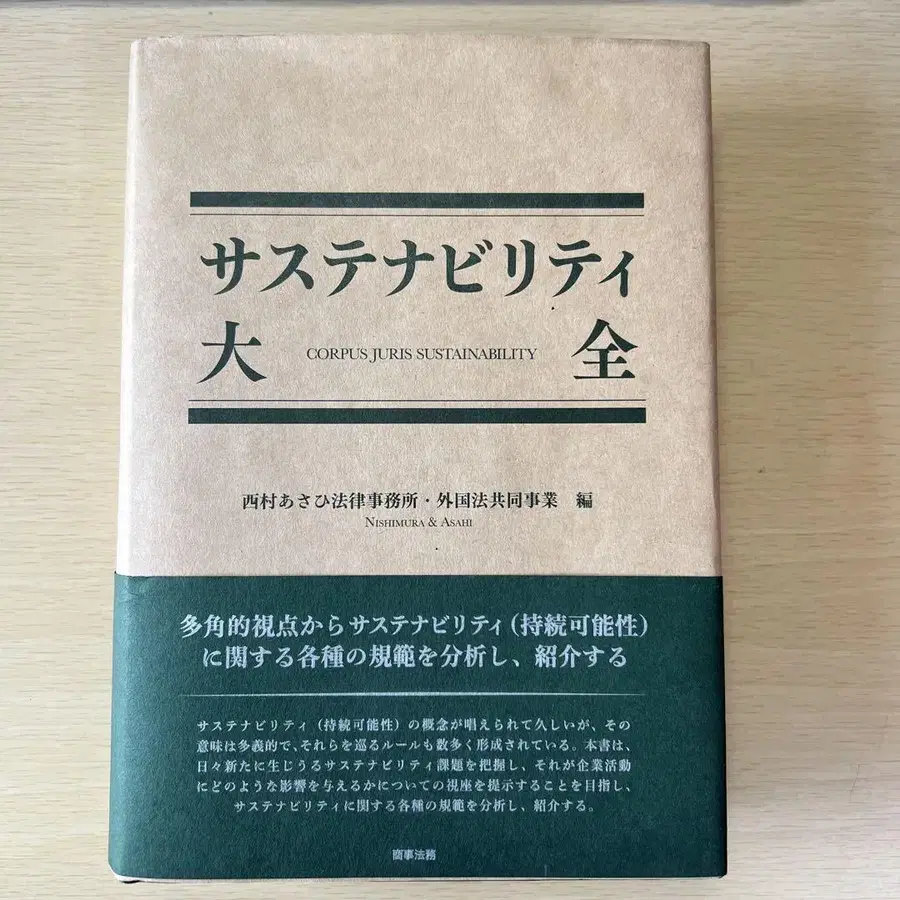 サステナビリティ
大 CORPUS JURIS SUSTAINABILITY 全
西村あさひ法律事務所・外国法共同事業 編
NISHIMURA & ASAHI
多角的視点からサステナビリティ（持続可能性）
に関する各種の規範を分析し、紹介する
サステナビリティ（持続可能性）の概念が唱えられて久しいが、その
意味は多義的で、それらを巡るルールも数多く形成されている。本書は、
日々新たに生じうるサステナビリティ課題を把握し、それが企業活動
にどのような影響を与えるかについての視座を提示することを目指し、
サステナビリティに関する各種の規範を分析し、紹介する。
商事法務